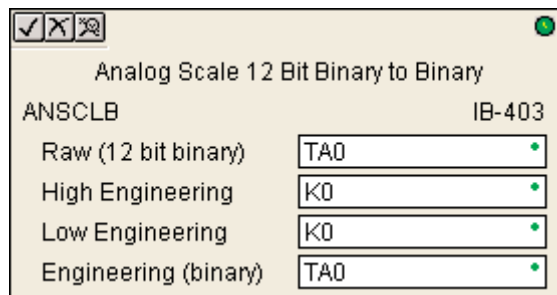 Analog Scale 12 Bit Binary to Binary
ANSCLB IB-403
Raw (12 bit binary) TA0
High Engineering K0
Low Engineering K0
Engineering (binary) TA0